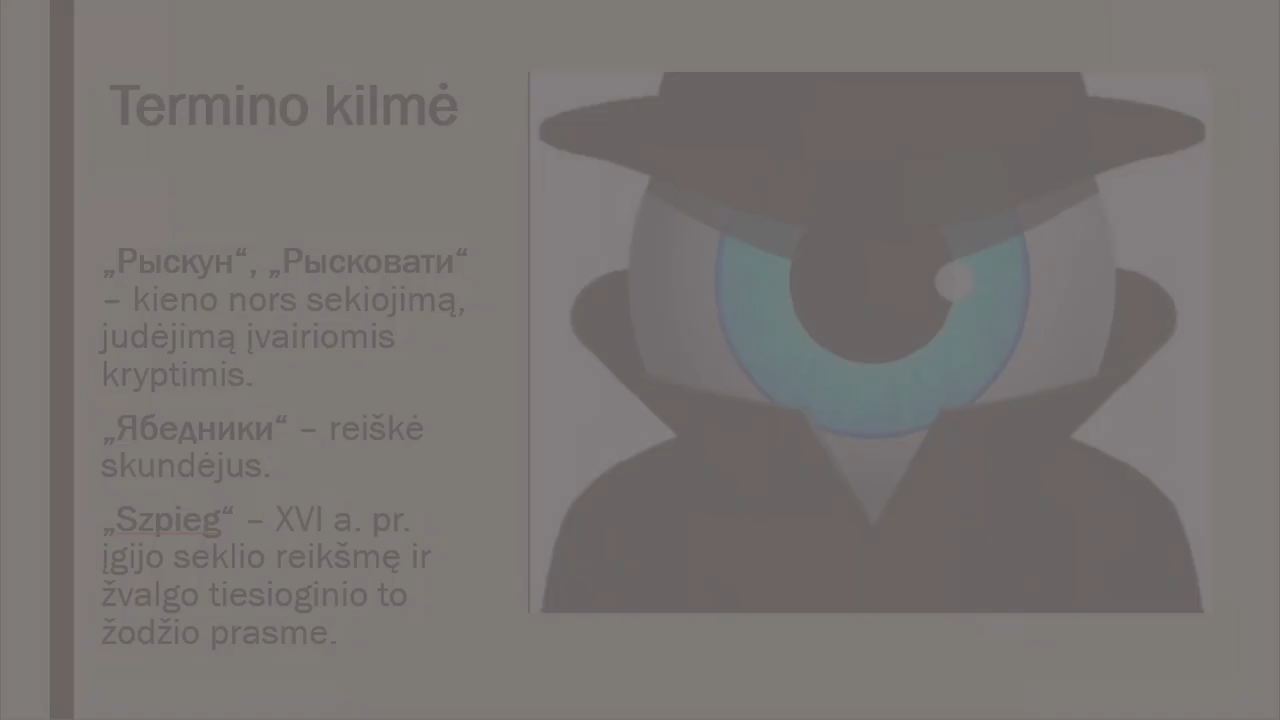 Termino kilmė
„Рыскун“, „Рысковати“
– kieno nors sekiojimą,
judėjimą įvairiomis
kryptimis.
„Ябедники“ – reiškė
skundėjus.
„Szpieg“ – XVI a. pr.
įgijo seklio reikšmę ir
žvalgo tiesioginio to
žodžio prasme.